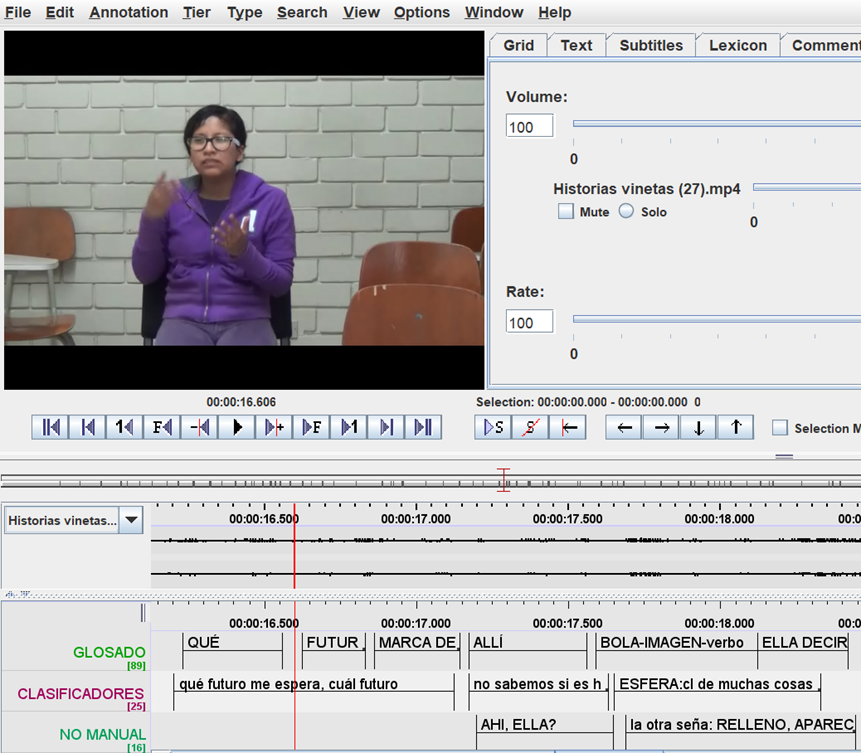 File Edit Annotation Tier Type Search View Options Window Help
Grid Text Subtitles Lexicon Comment
Volume:
100
0
Historias vinetas (27).mp4
Mute Solo
0
Rate:
100
0
00:00:16.606
Selection: 00:00:00.000 - 00:00:00.000 0
1 F + F 1 S S
Selection M
Historias vinetas...
00:00:16.500 00:00:17.000 00:00:17.500 00:00:18.000 00:0
00:00:16.500 00:00:17.000 00:00:17.500 00:00:18.000 00:0
GLOSADO
[89]
QUÉ FUTUR MARCA DE ALLÍ BOLA-IMAGEN-verbo ELLA DECIR
CLASIFICADORES
[25]
qué futuro me espera, cuál futuro no sabemos si es h ESFERA:cl de muchas cosas
NO MANUAL
[16]
AHI, ELLA? la otra seña: RELLENO, APAREC